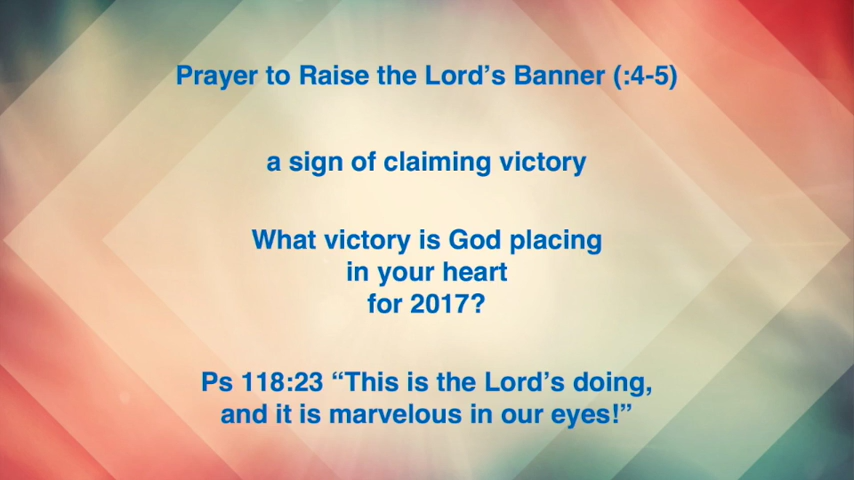 Prayer to Raise the Lord’s Banner (:4-5)
a sign of claiming victory
What victory is God placing
in your heart
for 2017?
Ps 118:23 “This is the Lord’s doing,
and it is marvelous in our eyes!”